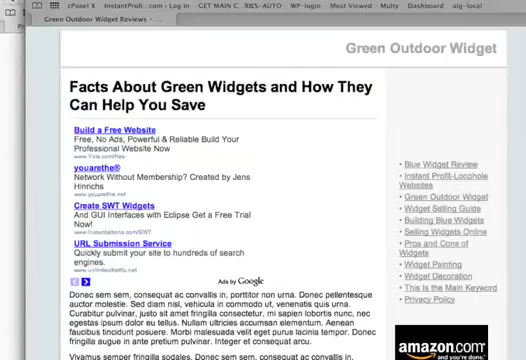 cPanel X InstantProfi...com › Log In GET MAIN C. RIES-AUTO WP-login Most Viewed Multy Dashboard alg-local
Green Outdoor Widget Reviews – ...
Green Outdoor Widget
Facts About Green Widgets and How They
Can Help You Save
Build a Free Website
Free, No Ads, Powerful & Reliable Build Your
Professional Website Now
youarethe®
Network Without Membership? Created by Jens
Hinrichs
www.youarethe.net
Create SWT Widgets
And GUI Interfaces with Eclipse Get a Free Trial
Now!
www.instantiations.com/SWT
URL Submission Service
Quickly submit your site to hundreds of search
engines.
www.unlimitedtraffic.net
Ads by Google
Donec sem sem, consequat ac convallis in, porttitor non urna. Donec pellentesque
auctor molestie. Sed diam nisl, vehicula in commodo ut, venenatis quis urna.
Curabitur pulvinar, justo sit amet fringilla consectetur, mi sapien lobortis nunc, nec
egestas ipsum dolor eu tellus. Nullam ultricies accumsan elementum. Aenean
faucibus tincidunt posuere. Morbi malesuada velit eget purus lacinia tempor. Donec
fringilla augue in ante pretium pulvinar. Integer et consequat arcu.
Vivamus semper fringilla sodales. Donec sem sem, consequat ac convallis in,
• Blue Widget Review
• Instant Profit-Loophole
Websites
• Green Outdoor Widget
• Widget Selling Guide
• Building Blue Widgets
• Selling Widgets Online
• Pros and Cons of
Widgets
• Widget Painting
• Widget Decoration
• This is the Main Keyword
• Privacy Policy
amazon.com
and you're done.